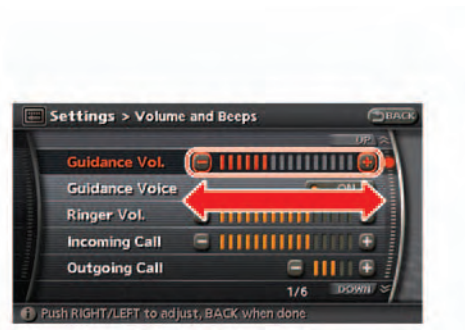 Settings > Volume and Beeps
BACK
UP
Guidance Vol.
Guidance Voice
ON
Ringer Vol.
Incoming Call
Outgoing Call
1/6 DOWN
Push RIGHT/LEFT to adjust, BACK when done